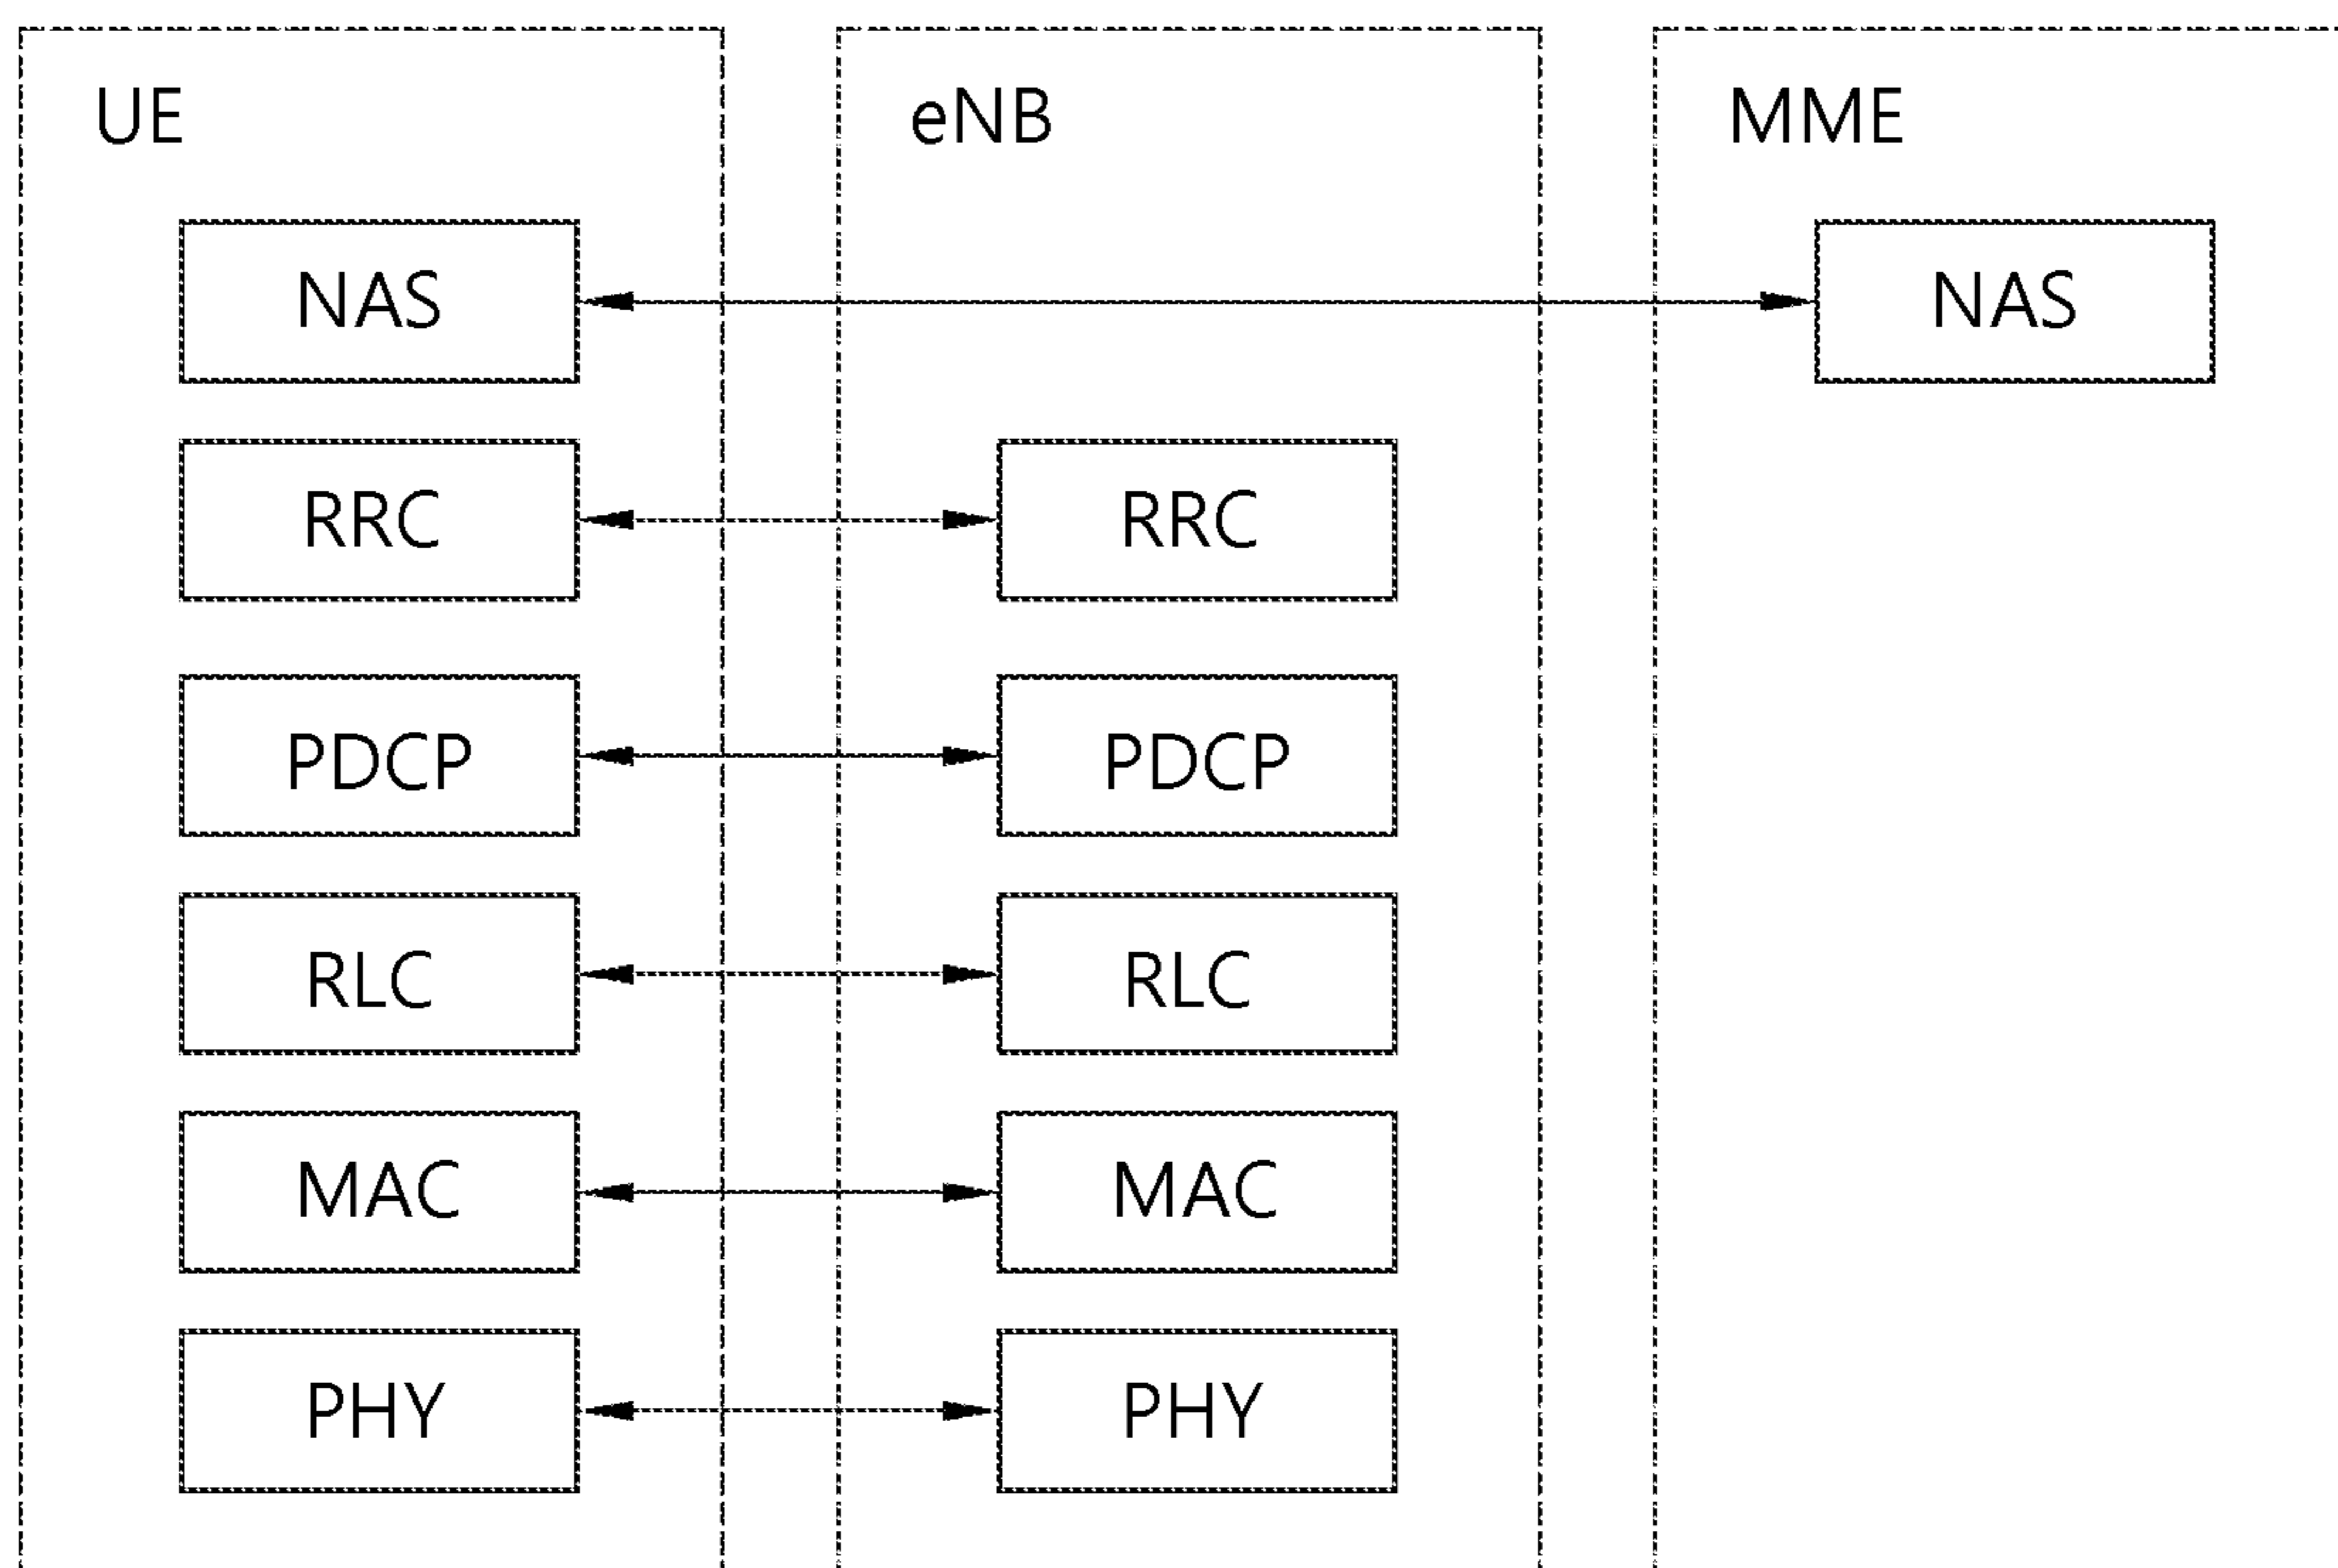 UE
eNB
MME
NAS
NAS
RRC
RRC
PDCP
PDCP
RLC
RLC
MAC
MAC
PHY
PHY